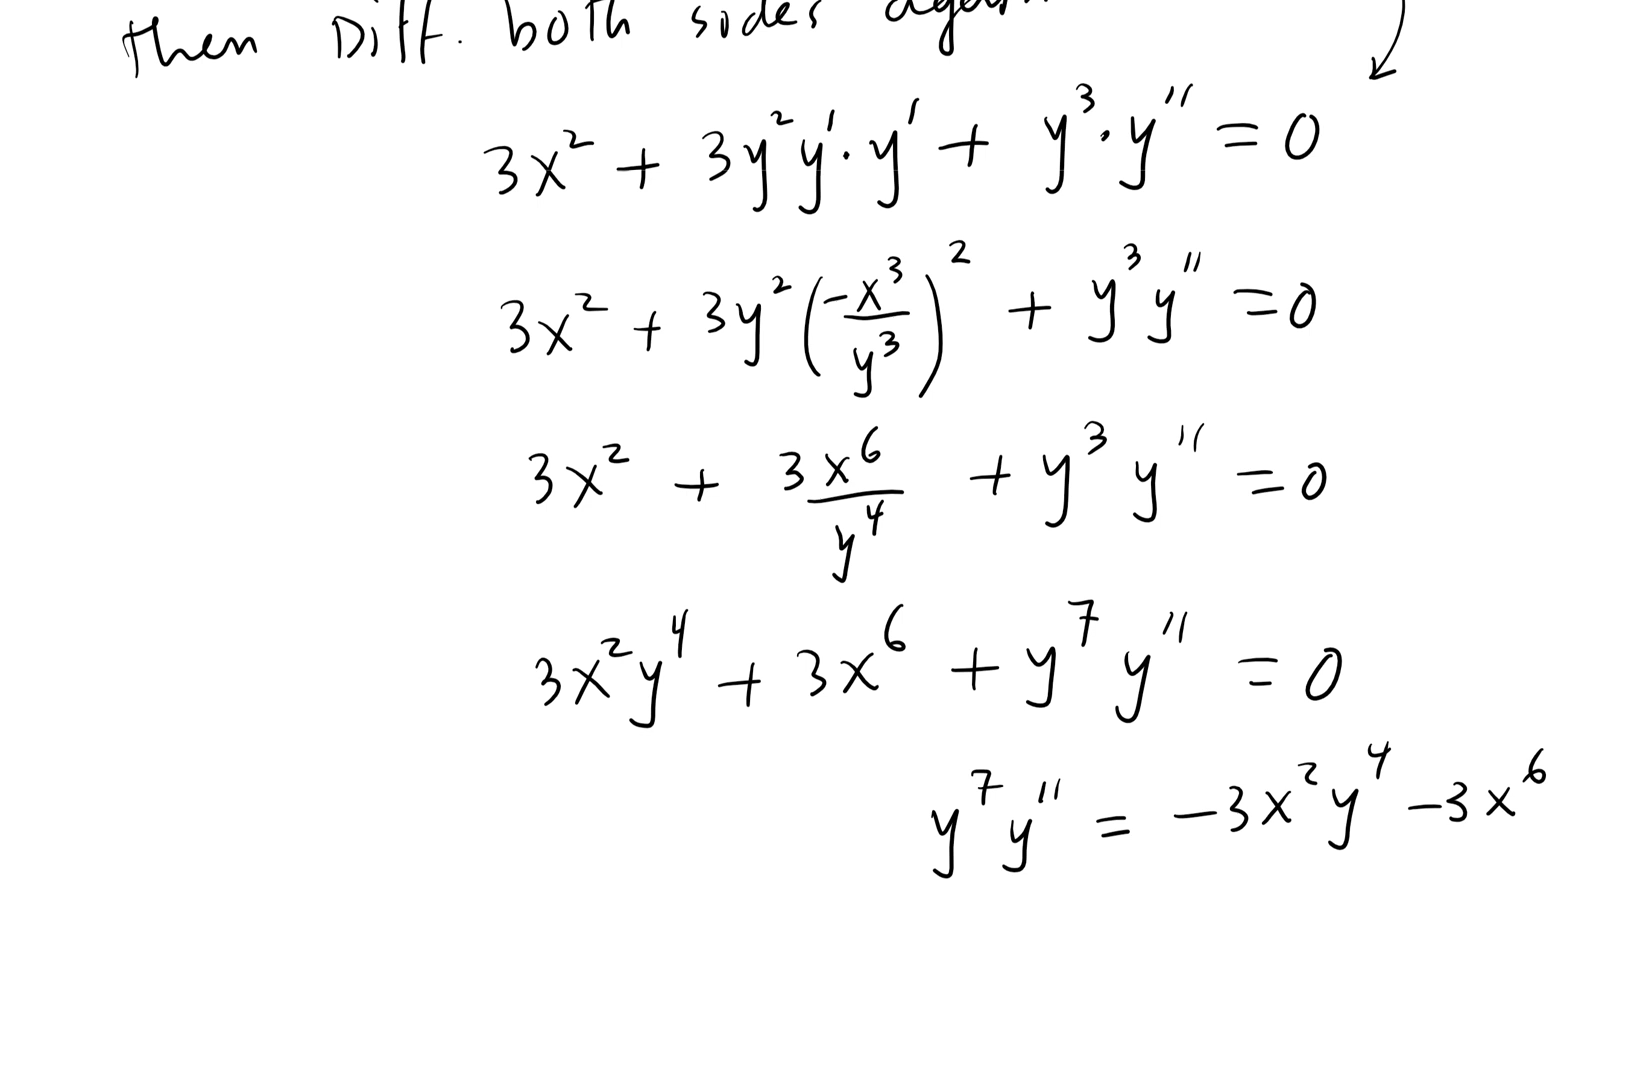 then Diff. both sides again
3x² + 3y²y'·y' + y³·y'' = 0
3x² + 3y²(-x³/y³)² + y³y'' = 0
3x² + 3x⁶/y⁴ + y³y'' = 0
3x²y⁴ + 3x⁶ + y⁷y'' = 0
y⁷y'' = -3x²y⁴ -3x⁶